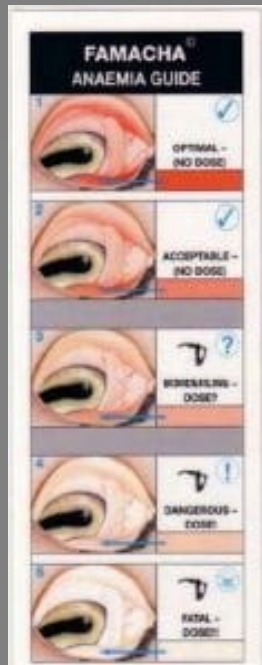 FAMACHA©
ANAEMIA GUIDE
1
OPTIMAL –
(NO DOSE)
2
ACCEPTABLE –
(NO DOSE)
3
?
BORDERLINE –
DOSE?
4
!
DANGEROUS –
DOSE!
5
FATAL –
DOSE!!